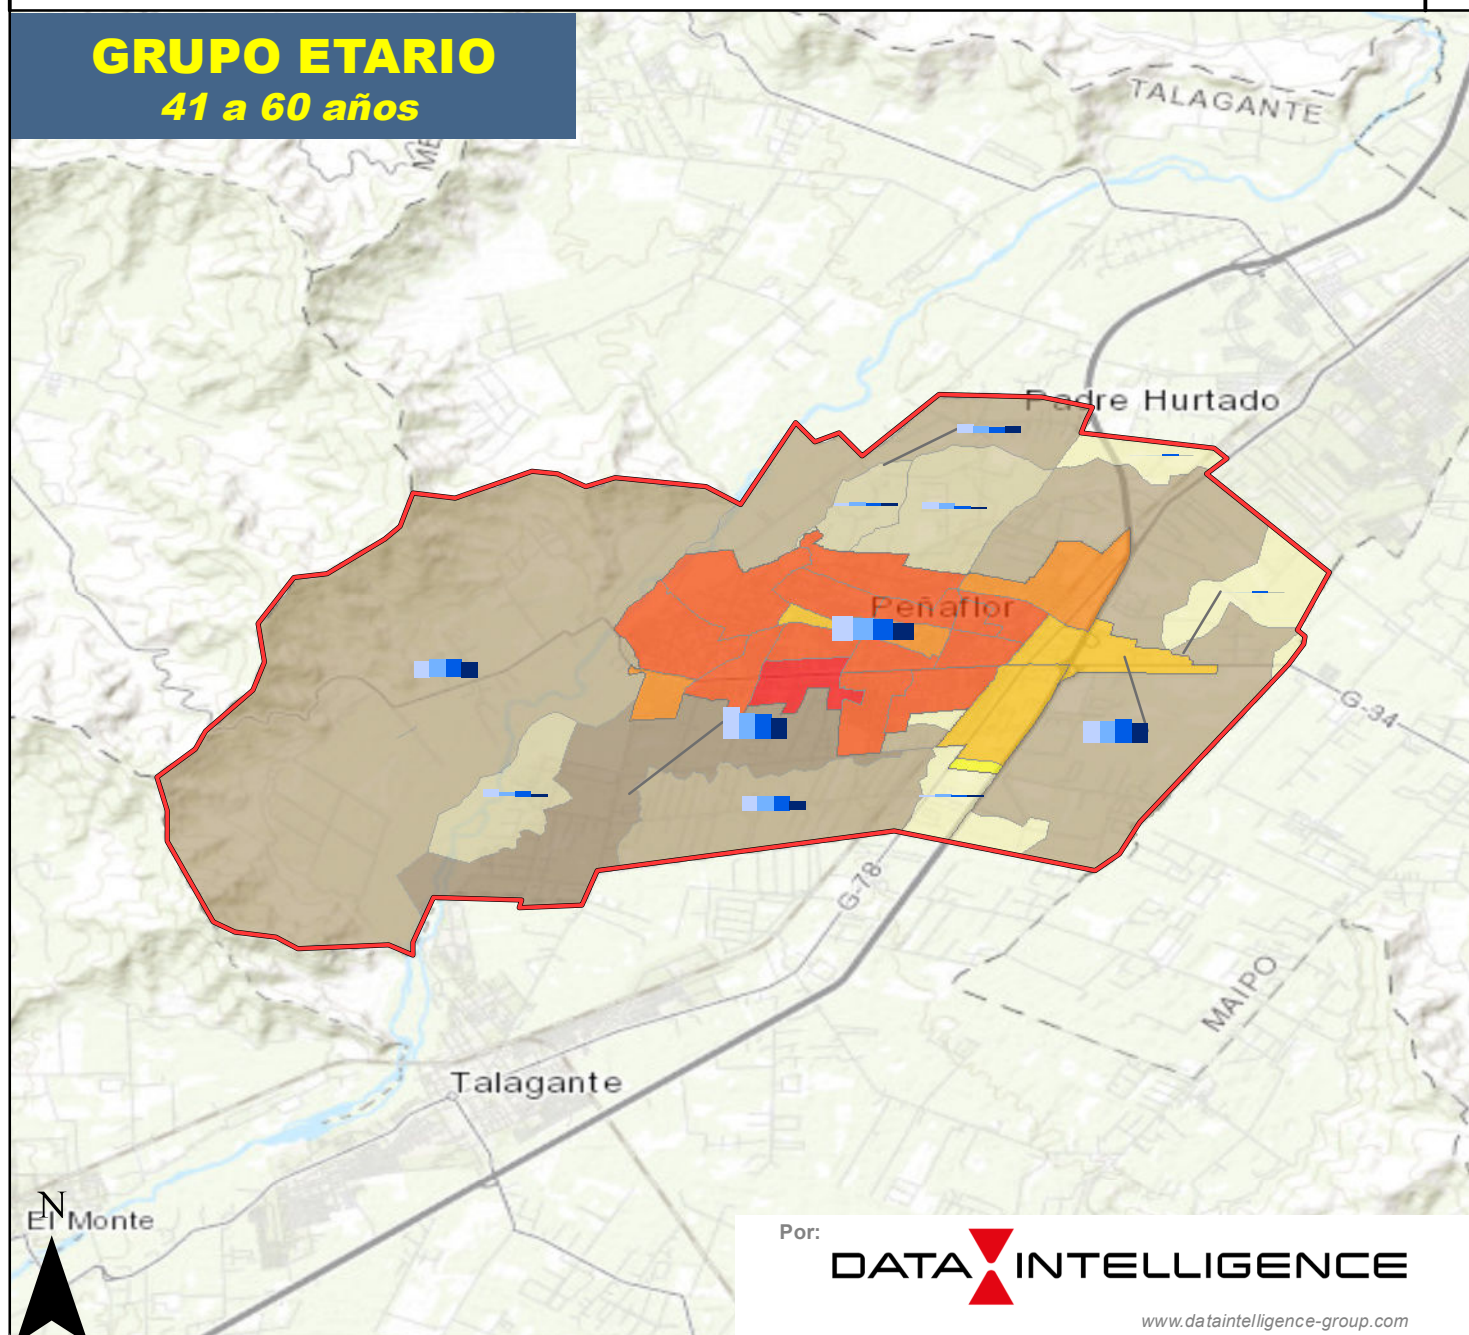 GRUPO ETARIO
41 a 60 años
TALAGANTE
ME
Padre Hurtado
Peñaflor
G-34
G-78
MAIPO
Talagante
N
El Monte
Por:
DATA INTELLIGENCE
www.dataintelligence-group.com